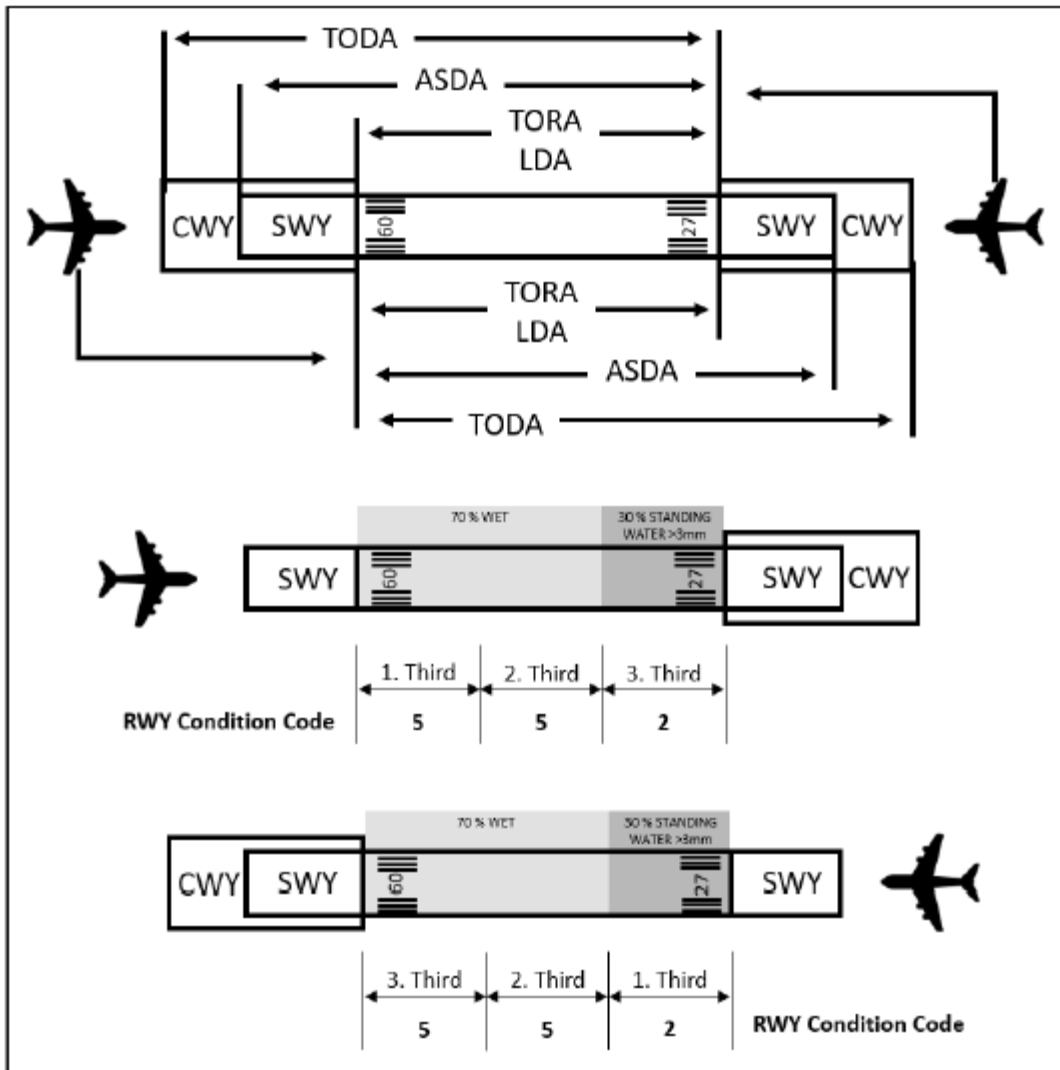 TODA
ASDA
TORA
LDA
CWY SWY 09 27 SWY CWY
TORA
LDA
ASDA
TODA
70 % WET 30 % STANDING
WATER >3mm
SWY 09 27 SWY CWY
1. Third 2. Third 3. Third
RWY Condition Code 5 5 2
70 % WET 30 % STANDING
WATER >3mm
CWY SWY 09 27 SWY
3. Third 2. Third 1. Third
5 5 2 RWY Condition Code